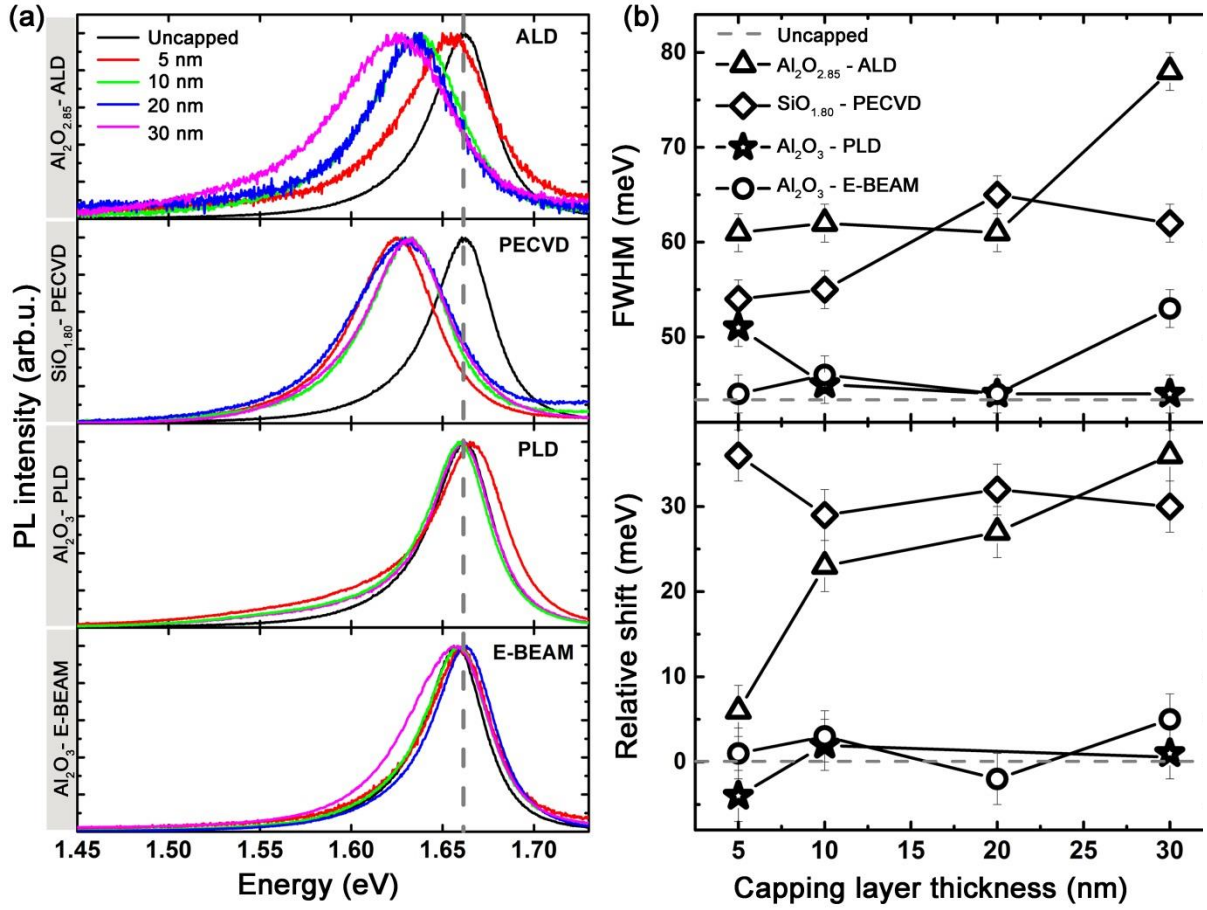 (a)
Uncapped
5 nm
10 nm
20 nm
30 nm
ALD
Al₂O₂.₈₅- ALD
PECVD
SiO₁.₈₀- PECVD
PLD
Al₂O₃- PLD
E-BEAM
Al₂O₃- E-BEAM
PL intensity (arb.u.)
1.45 1.50 1.55 1.60 1.65 1.70
Energy (eV)
(b)
Uncapped
Al₂O₂.₈₅ - ALD
SiO₁.₈₀ - PECVD
Al₂O₃ - PLD
Al₂O₃ - E-BEAM
80
70
60
50
FWHM (meV)
30
20
10
0
Relative shift (meV)
5 10 15 20 25 30
Capping layer thickness (nm)